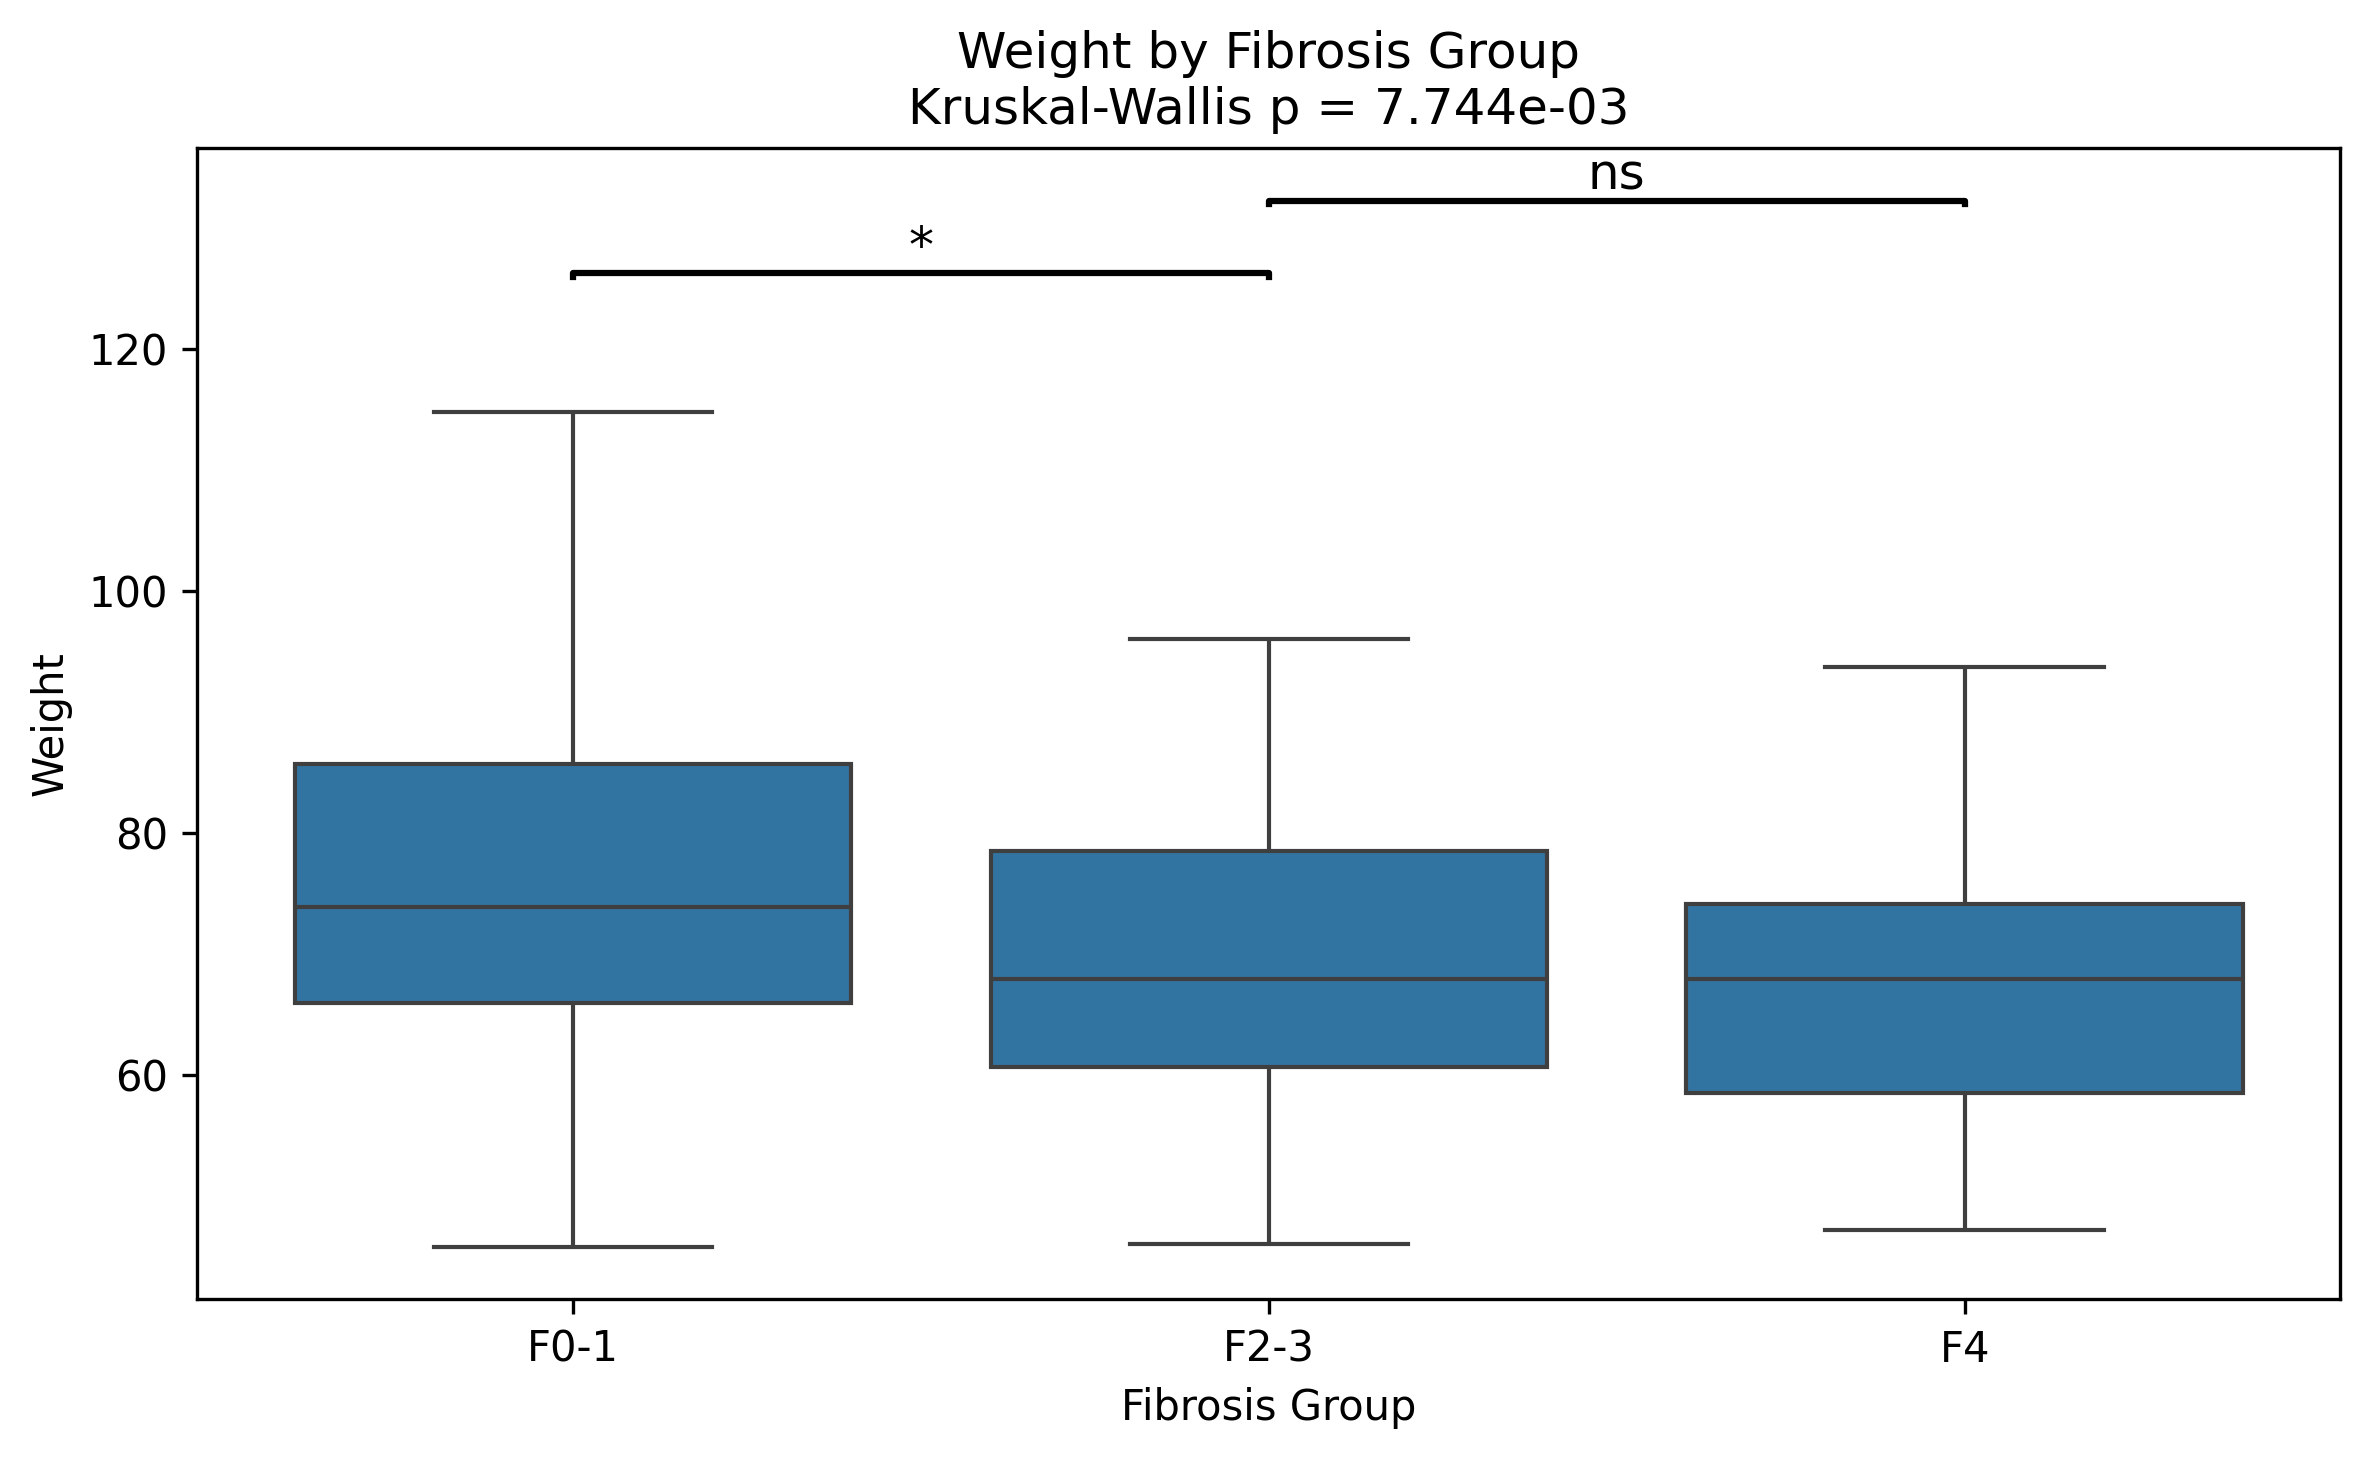 Weight by Fibrosis Group
Kruskal-Wallis p = 7.744e-03
ns
*
120
100
80
60
Weight
F0-1
F2-3
F4
Fibrosis Group